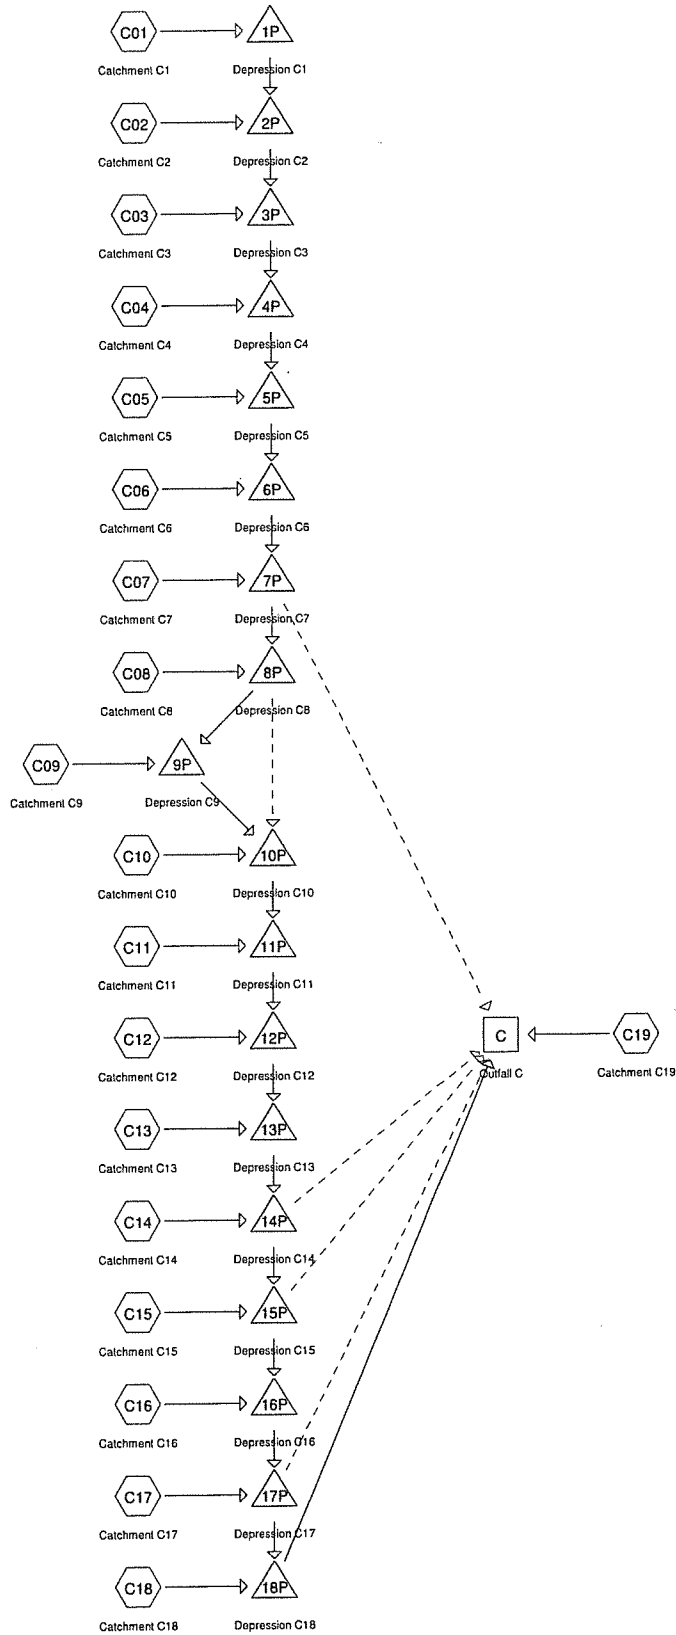 C01 1P
Catchment C1 Depression C1
C02 2P
Catchment C2 Depression C2
C03 3P
Catchment C3 Depression C3
C04 4P
Catchment C4 Depression C4
C05 5P
Catchment C5 Depression C5
C06 6P
Catchment C6 Depression C6
C07 7P
Catchment C7 Depression C7
C08 8P
Catchment C8 Depression C8
C09 9P
Catchment C9 Depression C9
C10 10P
Catchment C10 Depression C10
C11 11P
Catchment C11 Depression C11
C12 12P C C19
Catchment C12 Depression C12 Outfall C Catchment C19
C13 13P
Catchment C13 Depression C13
C14 14P
Catchment C14 Depression C14
C15 15P
Catchment C15 Depression C15
C16 16P
Catchment C16 Depression C16
C17 17P
Catchment C17 Depression C17
C18 18P
Catchment C18 Depression C18